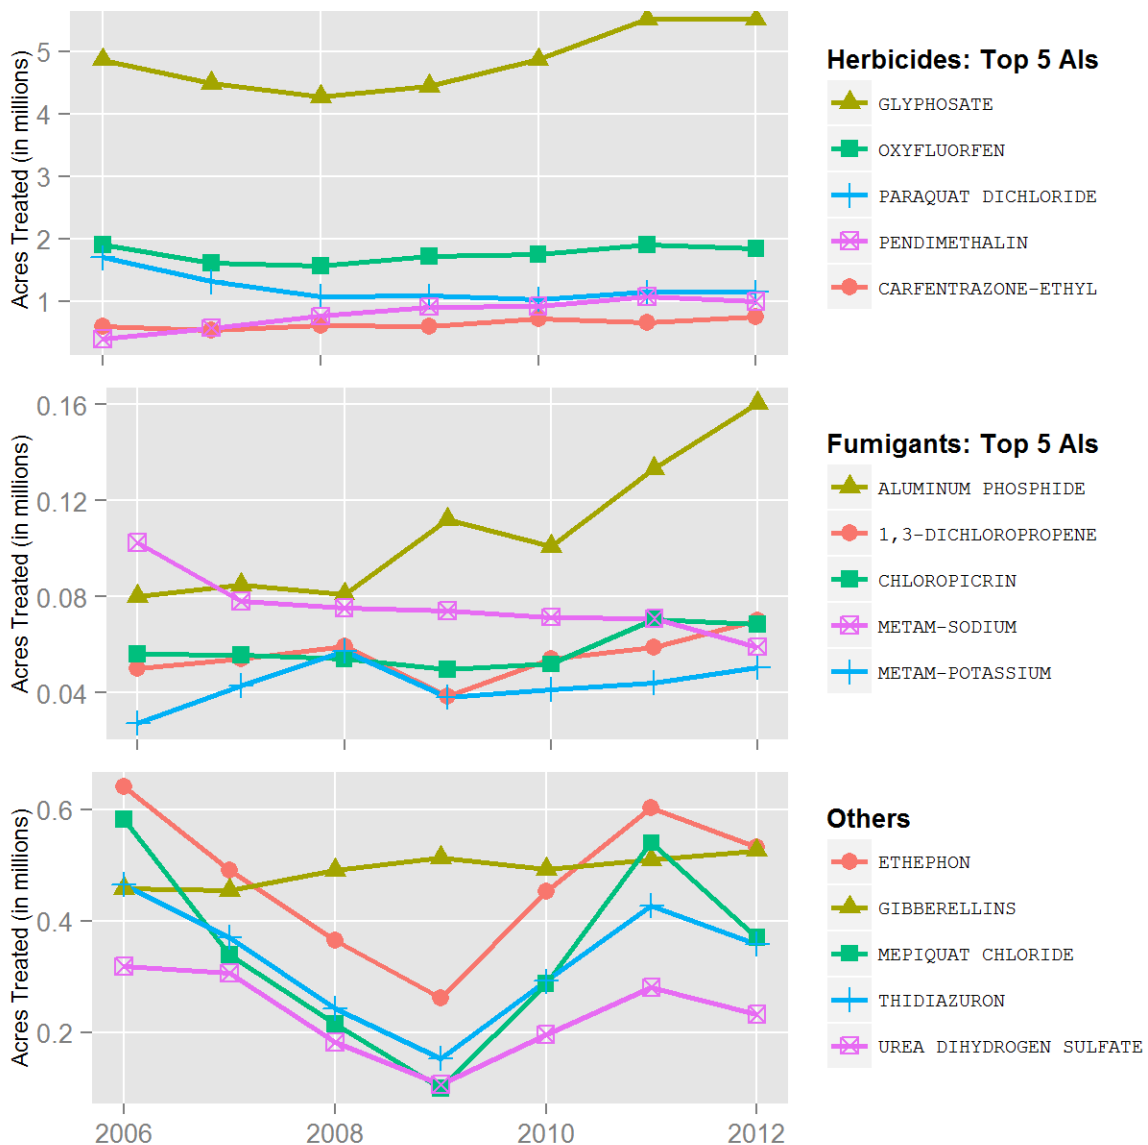 Acres Treated (in millions)
5
4
3
2
1
Herbicides: Top 5 AIs
GLYPHOSATE
OXYFLUORFEN
PARAQUAT DICHLORIDE
PENDIMETHALIN
CARFENTRAZONE-ETHYL
Acres Treated (in millions)
0.16
0.12
0.08
0.04
Fumigants: Top 5 AIs
ALUMINUM PHOSPHIDE
1,3-DICHLOROPROPENE
CHLOROPICRIN
METAM-SODIUM
METAM-POTASSIUM
Acres Treated (in millions)
0.6
0.4
0.2
Others
ETHEPHON
GIBBERELLINS
MEPIQUAT CHLORIDE
THIDIAZURON
UREA DIHYDROGEN SULFATE
2006 2008 2010 2012